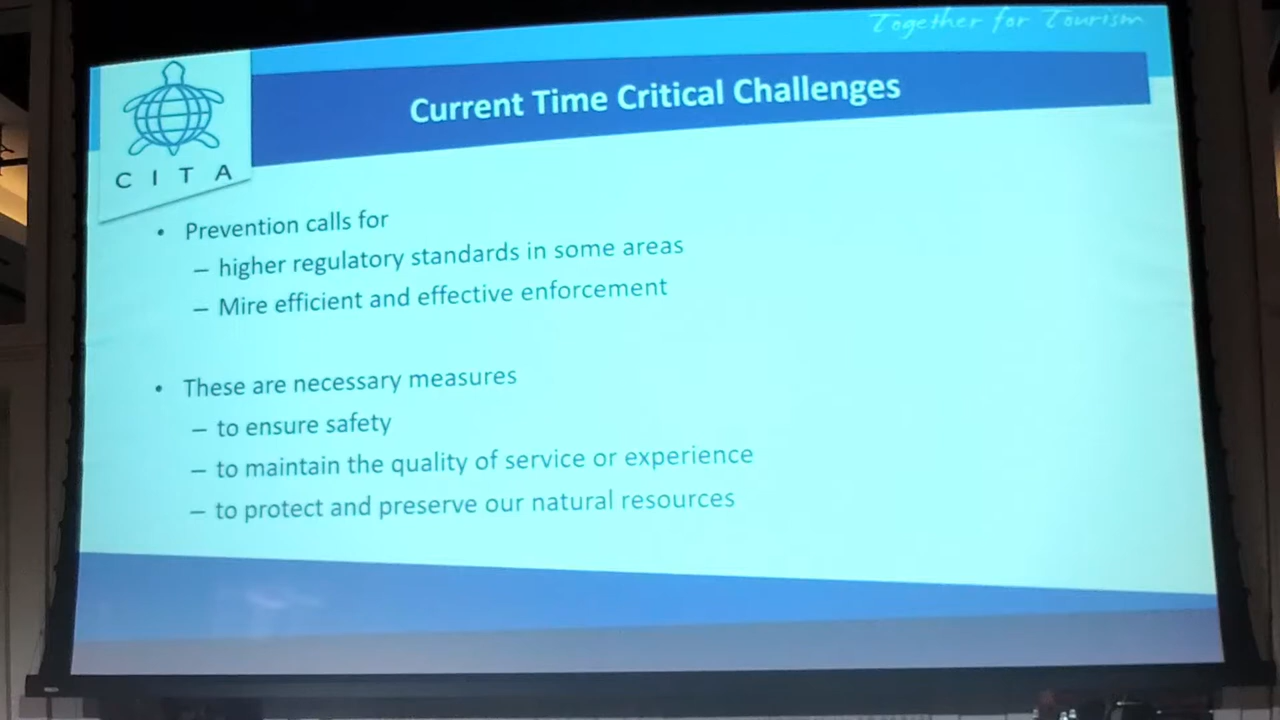 Together for Tourism
Current Time Critical Challenges
C I T A
• Prevention calls for
– higher regulatory standards in some areas
– Mire efficient and effective enforcement
• These are necessary measures
– to ensure safety
– to maintain the quality of service or experience
– to protect and preserve our natural resources